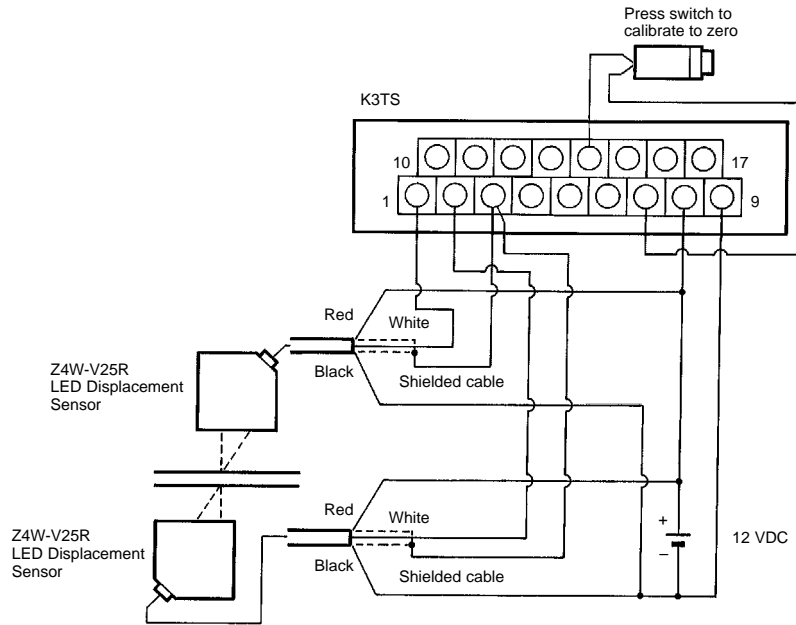 Press switch to
calibrate to zero
K3TS
10
17
1
9
Red
White
Z4W-V25R
LED Displacement
Sensor
Black
Shielded cable
Red
White
+
12 VDC
Z4W-V25R
LED Displacement
Sensor
–
Black
Shielded cable